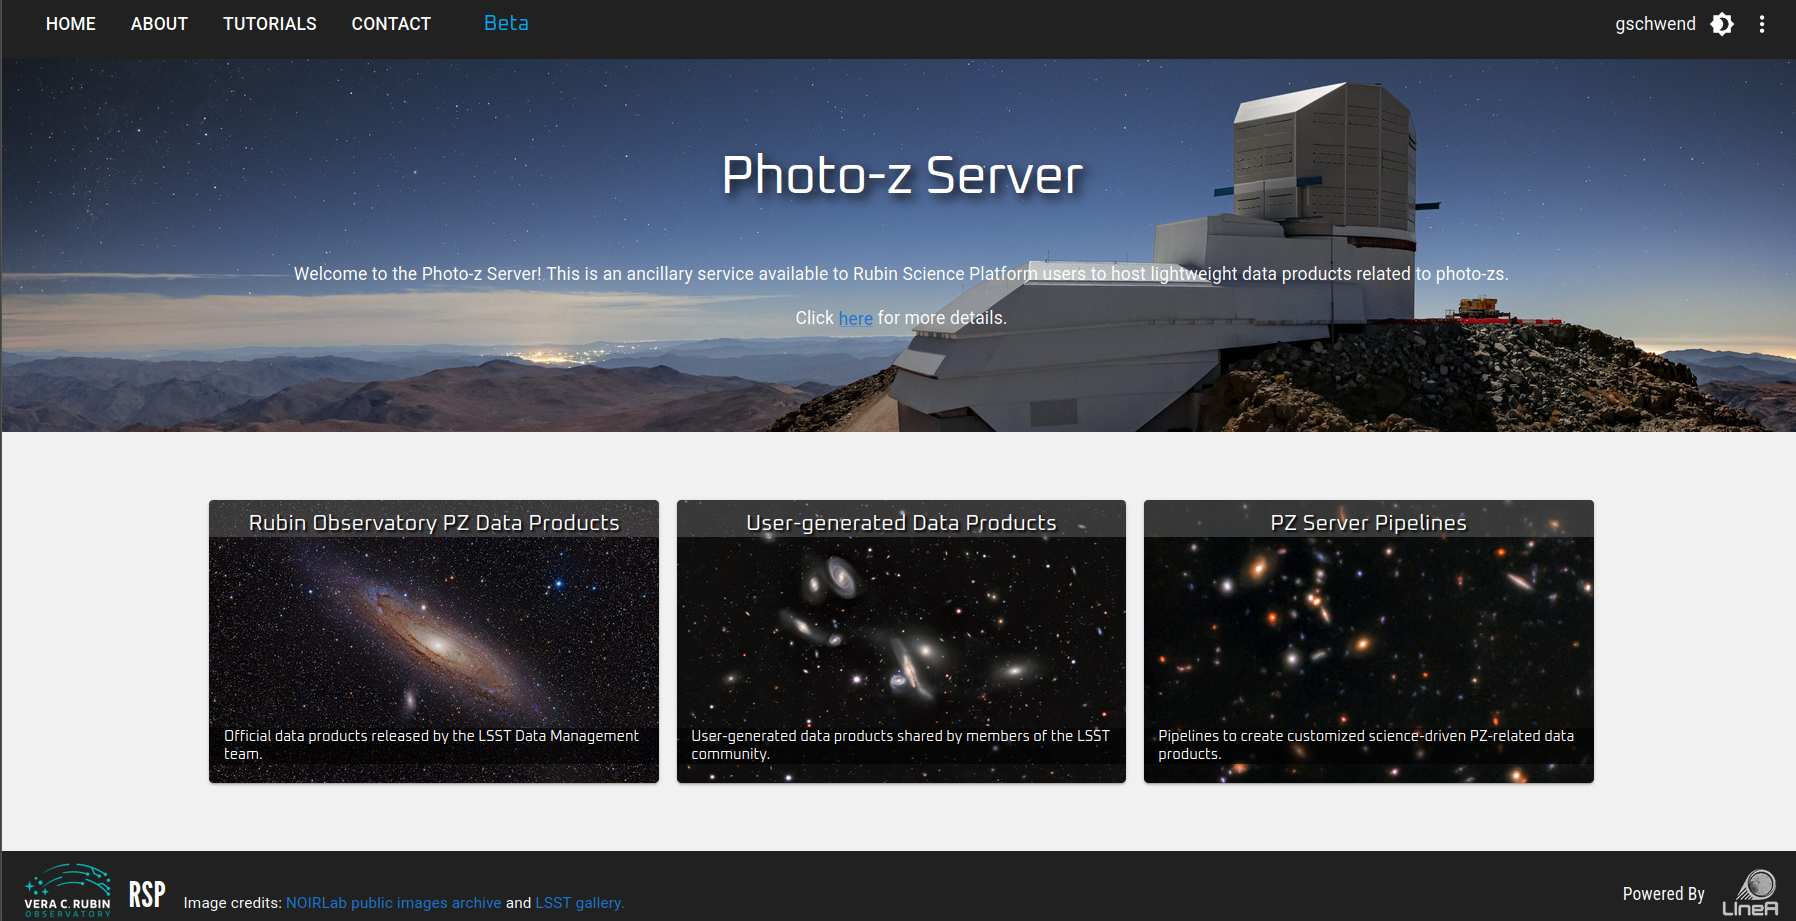 HOME ABOUT TUTORIALS CONTACT Beta gschwend
Photo-z Server
Welcome to the Photo-z Server! This is an ancillary service available to Rubin Science Platform users to host lightweight data products related to photo-zs.
Click here for more details.
Rubin Observatory PZ Data Products
Official data products released by the LSST Data Management
team.
User-generated Data Products
User-generated data products shared by members of the LSST
community.
PZ Server Pipelines
Pipelines to create customized science-driven PZ-related data
products.
VERA C. RUBIN
OBSERVATORY
RSP
Image credits: NOIRLab public images archive and LSST gallery.
Powered By
LIneA